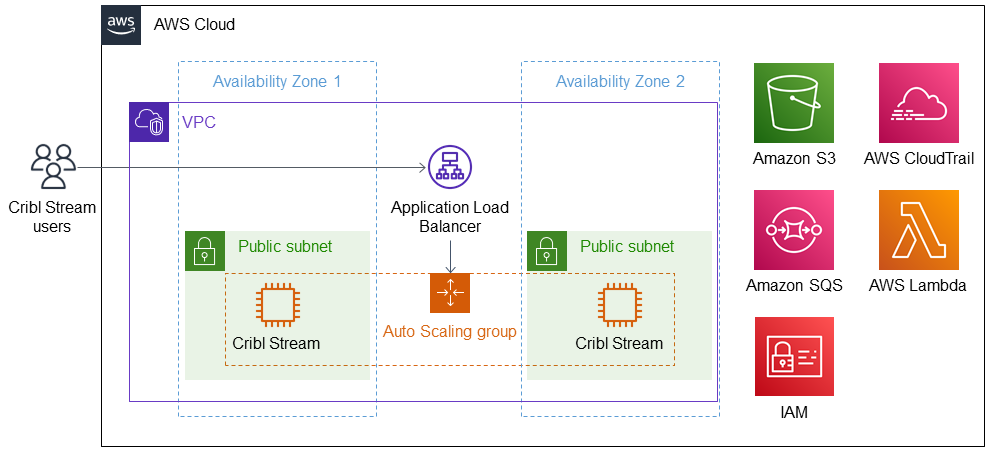 aws
AWS Cloud
Availability Zone 1
Availability Zone 2
VPC
Cribl Stream
users
Application Load
Balancer
Public subnet
Public subnet
Cribl Stream
Auto Scaling group
Cribl Stream
Amazon S3
AWS CloudTrail
Amazon SQS
AWS Lambda
IAM